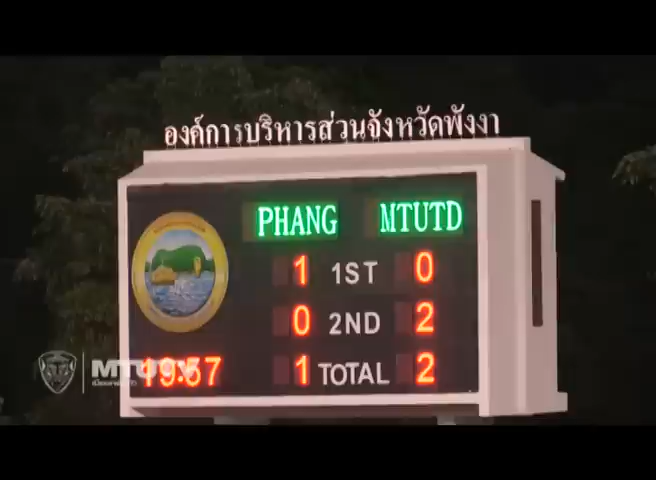 องค์การบริหารส่วนจังหวัดพังงา
PHANG MTUTD
1 1ST 0
0 2ND 2
1 TOTAL 2
MTUTV
19:57